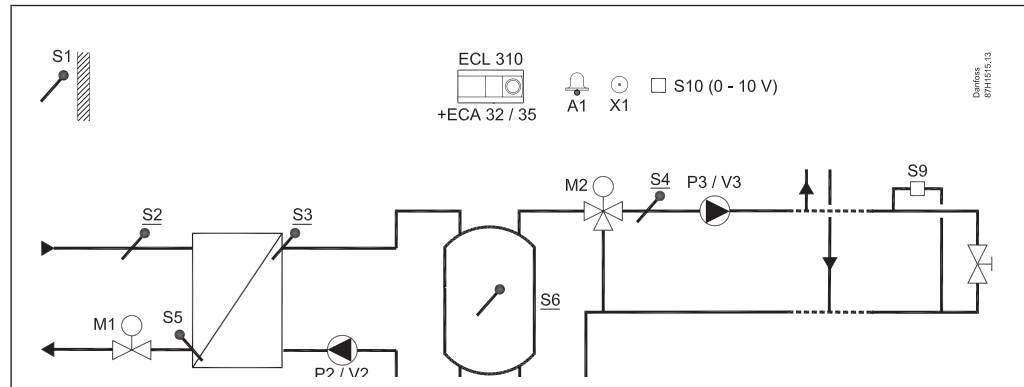 S1
ECL 310
+ECA 32 / 35
A1
X1
S10 (0 - 10 V)
Danfoss
87H1515.13
S2
S3
M2
S4
P3 / V3
S9
S6
M1
S5
P2 / V2